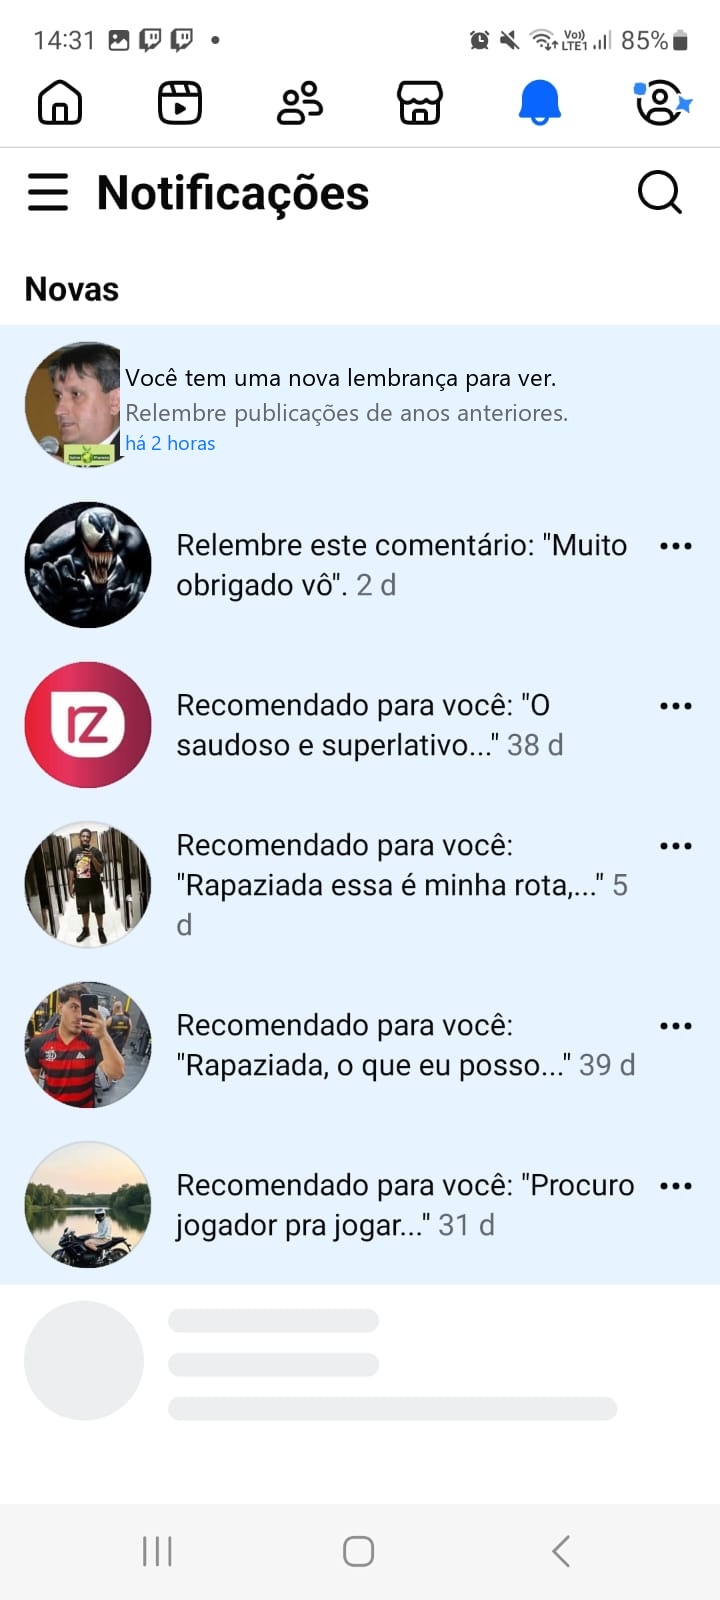 14:31 Vo) LTE1 85%
Notificações
Novas
Você tem uma nova lembrança para ver.
Relembre publicações de anos anteriores.
há 2 horas
Relembre este comentário: "Muito
obrigado vô". 2 d
rz
Recomendado para você: "O
saudoso e superlativo..." 38 d
Recomendado para você:
"Rapaziada essa é minha rota,..." 5
d
Recomendado para você:
"Rapaziada, o que eu posso..." 39 d
Recomendado para você: "Procuro
jogador pra jogar..." 31 d